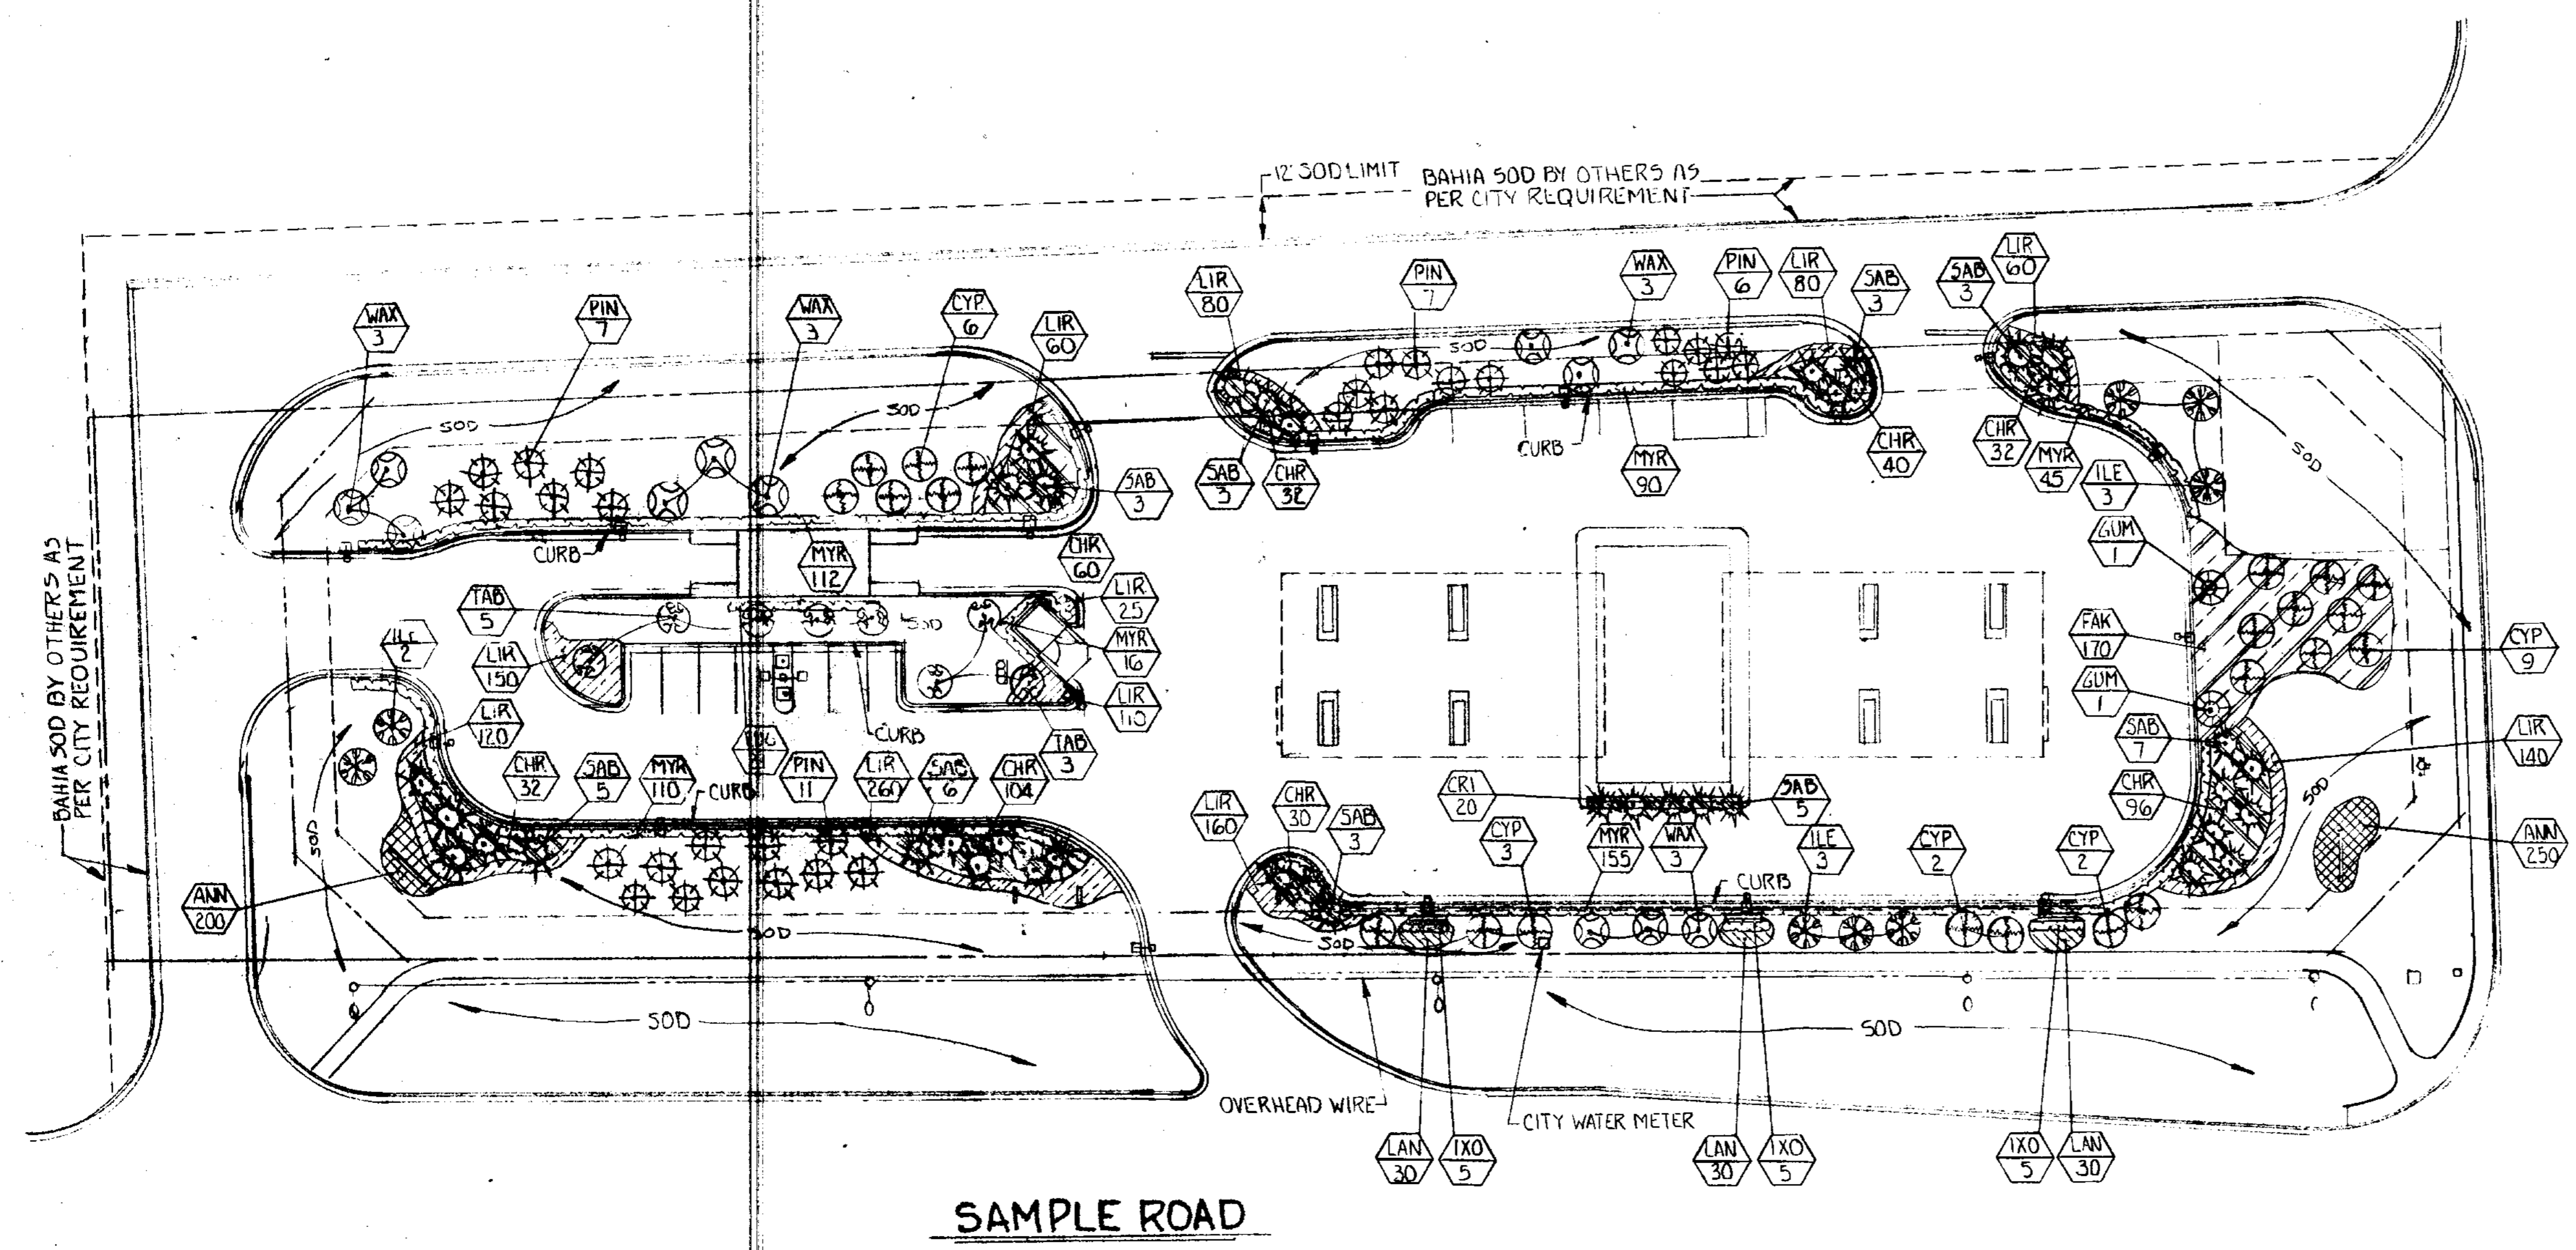 12' SOD LIMIT
BAHIA SOD BY OTHERS AS
PER CITY REQUIREMENT
WAX
3
PIN
7
WAX
3
CYP.
6
LIR
60
LIR
80
PIN
7
WAX
3
PIN
6
LIR
80
SAB
3
SAB
3
LIR
60
SOD
SOD
SOD
SOD
SAB
3
SAB
3
CHR
32
CURB
MYR
90
CHR
40
CHR
32
MYR
45
ILE
3
CURB
MYR
112
CHR
60
GUM
1
BAHIA SOD BY OTHERS AS
PER CITY REQUIREMENT
TAB
5
LIR
25
SOD
2
LIR
150
MYR
16
FAK
170
CYP
9
LIR
120
LIR
110
GUM
1
CURB
TAB
3
SAB
7
LIR
140
CHR
32
SAB
5
MYR
110
CURB
PIN
11
LIR
260
SAB
6
CHR
104
CRI
20
SAB
5
CHR
96
SOD
SOD
LIR
160
CHR
30
SAB
3
CYP
3
MYR
155
WAX
3
ILE
3
CYP
2
CYP
2
ANN
250
ANN
200
CURB
SOD
SOD
SOD
SOD
OVERHEAD WIRE
CITY WATER METER
LAN
30
IXO
5
LAN
30
IXO
5
IXO
5
LAN
30
SAMPLE ROAD